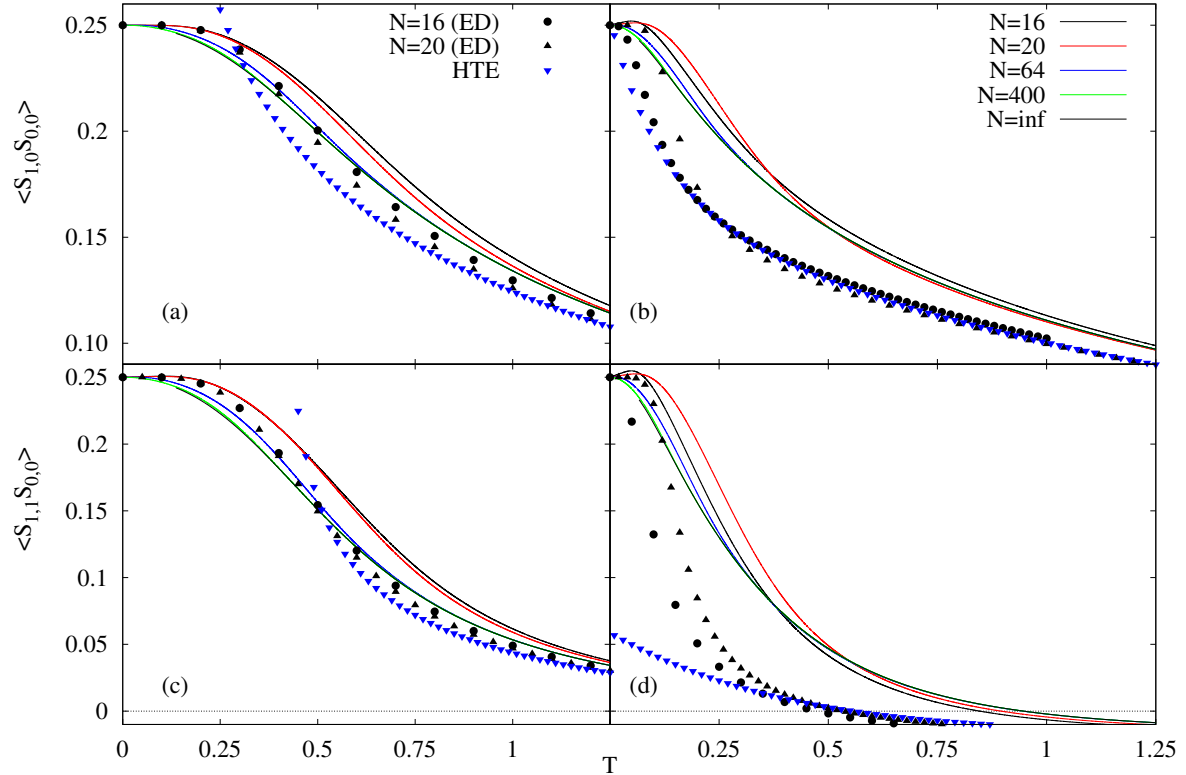 0.25
0.2
0.15
0.10
<S1,0S0,0>
N=16 (ED)
N=20 (ED)
HTE
(a)
N=16
N=20
N=64
N=400
N=inf
(b)
0.25
0.2
0.15
0.1
0.05
0
<S1,1S0,0>
(c)
(d)
0
0.25
0.5
0.75
1
T
0.25
0.5
0.75
1
1.25